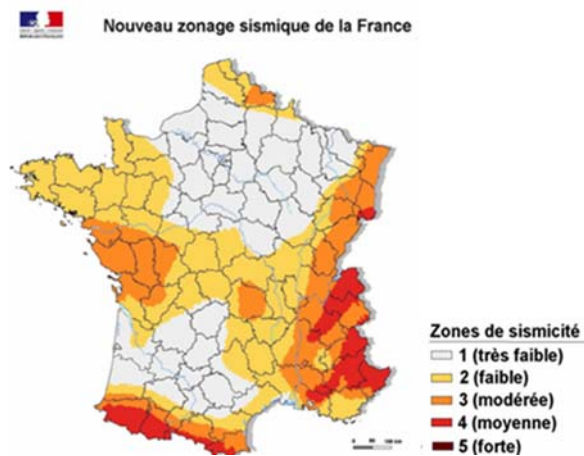 Nouveau zonage sismique de la France
Zones de sismicité
1 (très faible)
2 (faible)
3 (modérée)
4 (moyenne)
5 (forte)